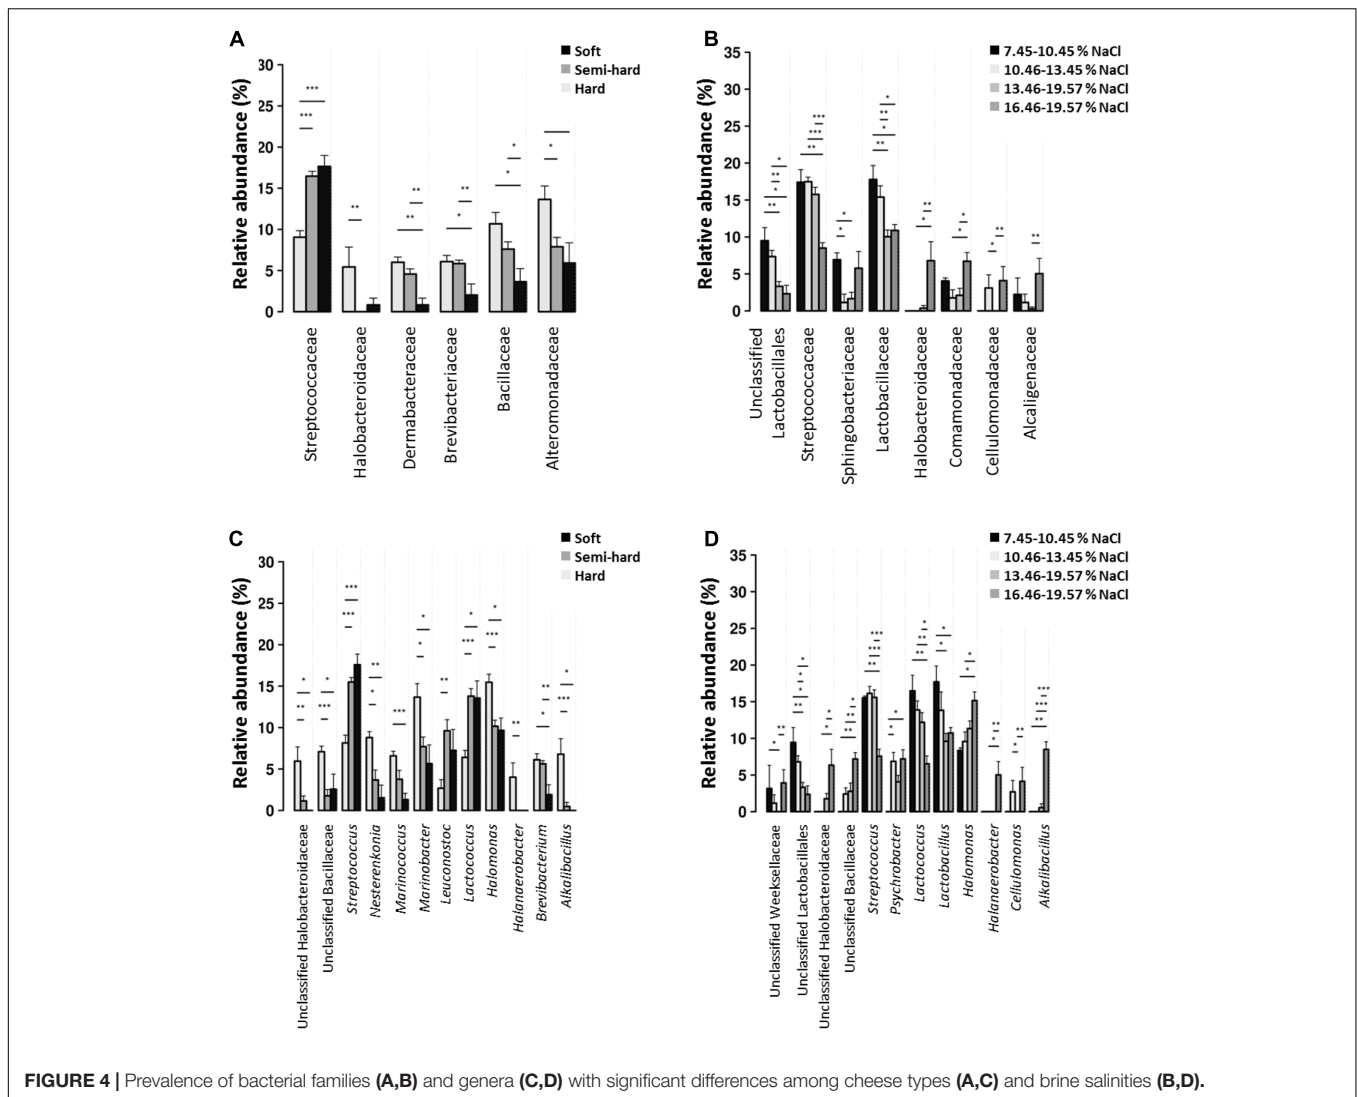 A
Soft
Semi-hard
Hard
Relative abundance (%)
30
25
20
15
10
5
0
***
***
**
**
**
**
*
*
*
*
Streptococcaceae
Halobacteroidaceae
Dermabacteraceae
Brevibacteriaceae
Bacillaceae
Alteromonadaceae
B
7.45-10.45 % NaCl
10.46-13.45 % NaCl
13.46-19.57 % NaCl
16.46-19.57 % NaCl
Relative abundance (%)
35
30
25
20
15
10
5
0
Unclassified
Lactobacillales
Streptococcaceae
Sphingobacteriaceae
Lactobacillaceae
Halobacteroidaceae
Comamonadaceae
Cellulomonadaceae
Alcaligenaceae
C
Soft
Semi-hard
Hard
Relative abundance (%)
30
25
20
15
10
5
0
Unclassified Halobacteroidaceae
Unclassified Bacillaceae
Streptococcus
Nesterenkonia
Marinococcus
Marinobacter
Leuconostoc
Lactococcus
Halomonas
Halanaerobacter
Brevibacterium
Alkalibacillus
D
7.45-10.45 % NaCl
10.46-13.45 % NaCl
13.46-19.57 % NaCl
16.46-19.57 % NaCl
Relative abundance (%)
35
30
25
20
15
10
5
0
Unclassified Weeksellaceae
Unclassified Lactobacillales
Unclassified Halobacteroidaceae
Unclassified Bacillaceae
Streptococcus
Psychrobacter
Lactococcus
Lactobacillus
Halomonas
Halanaerobacter
Cellulomonas
Alkalibacillus
FIGURE 4 | Prevalence of bacterial families (A,B) and genera (C,D) with significant differences among cheese types (A,C) and brine salinities (B,D).